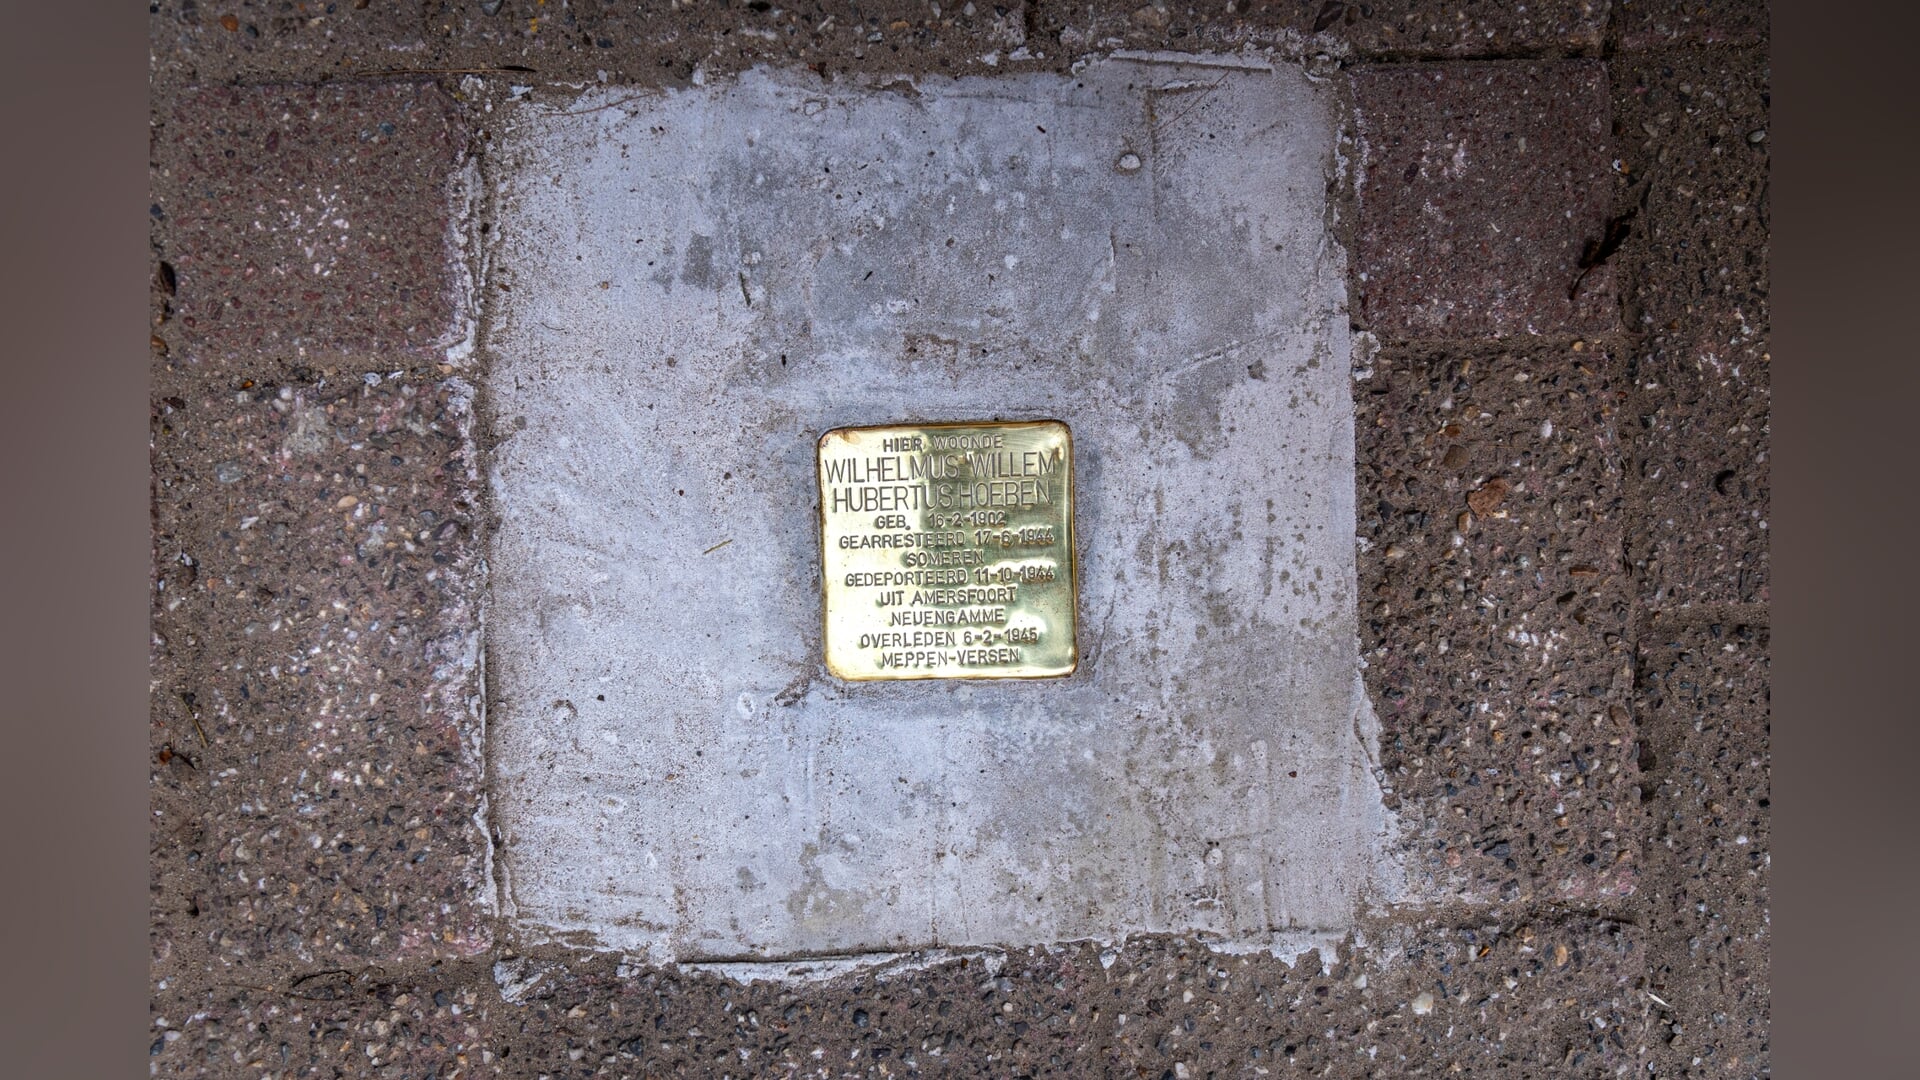 HIER WOONDE
WILHELMUS WILLEM
HUBERTUS HOEBEN
GEB. 16-2-1902
GEARRESTEERD 17-6-1944
SOMEREN
GEDEPORTEERD 11-10-1944
UIT AMERSFOORT
NEUENGAMME
OVERLEDEN 6-2-1945
MEPPEN-VERSEN